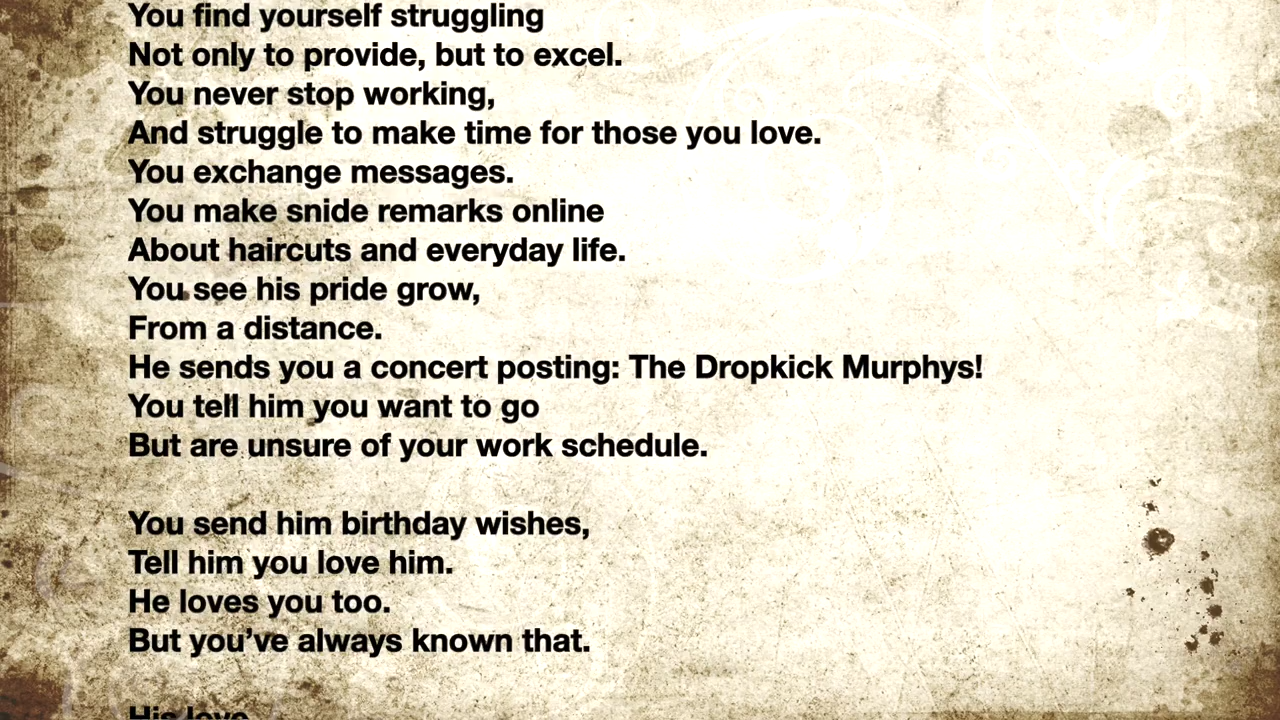 You find yourself struggling
Not only to provide, but to excel.
You never stop working,
And struggle to make time for those you love.
You exchange messages.
You make snide remarks online
About haircuts and everyday life.
You see his pride grow,
From a distance.
He sends you a concert posting: The Dropkick Murphys!
You tell him you want to go
But are unsure of your work schedule.
You send him birthday wishes,
Tell him you love him.
He loves you too.
But you’ve always known that.
His love